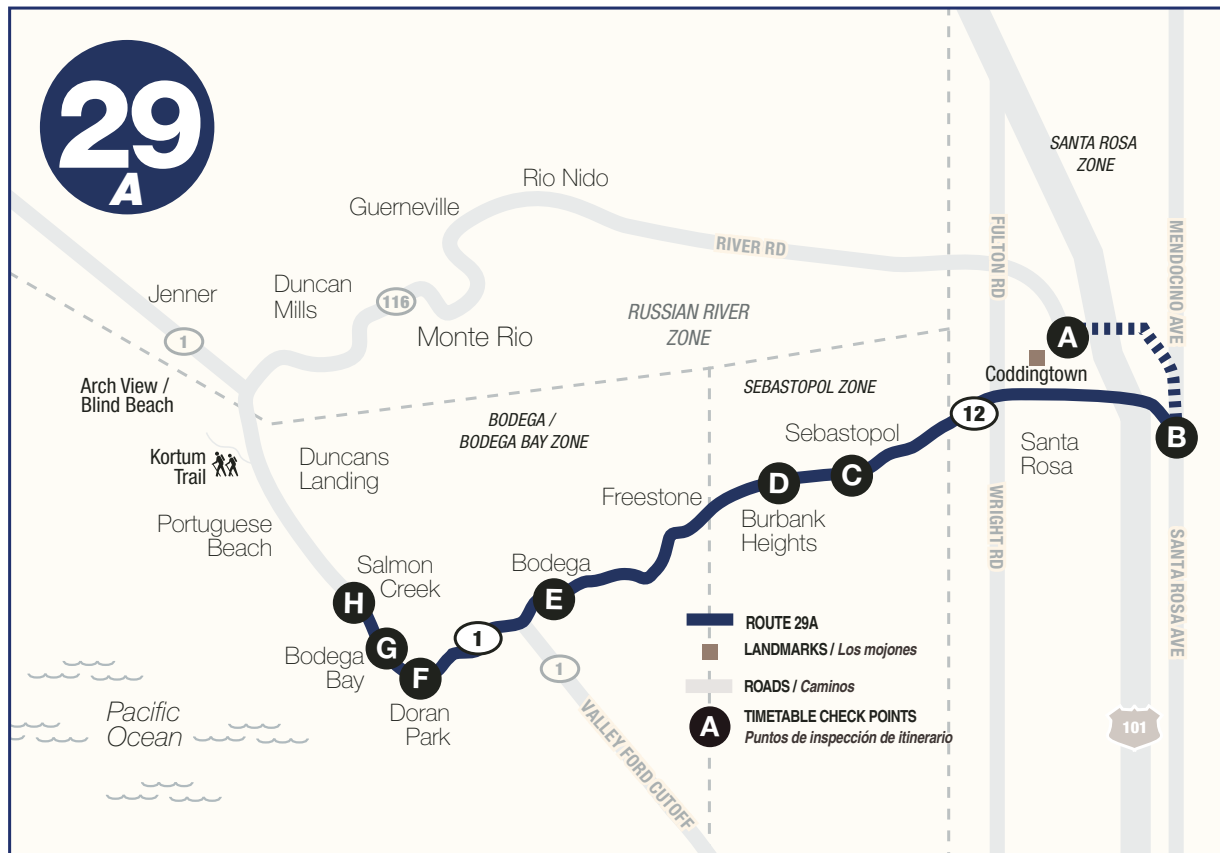 29
A
SANTA ROSA
ZONE
Rio Nido
Guerneville
RIVER RD
FULTON RD
MENDOCINO AVE
Jenner
Duncan
Mills
116
1
Monte Rio
RUSSIAN RIVER
ZONE
A
Coddingtown
Arch View /
Blind Beach
SEBASTOPOL ZONE
BODEGA /
BODEGA BAY ZONE
12
Sebastopol
Santa
Rosa
B
Kortum
Trail
Duncans
Landing
Freestone
D
C
Burbank
Heights
WRIGHT RD
SANTA ROSA AVE
Portuguese
Beach
Salmon
Creek
Bodega
H
E
G
F
1
Bodega
Bay
Doran
Park
1
VALLEY FORD CUTOFF
Pacific
Ocean
ROUTE 29A
LANDMARKS / Los mojones
ROADS / Caminos
A
TIMETABLE CHECK POINTS
Puntos de inspección de itinerario
101